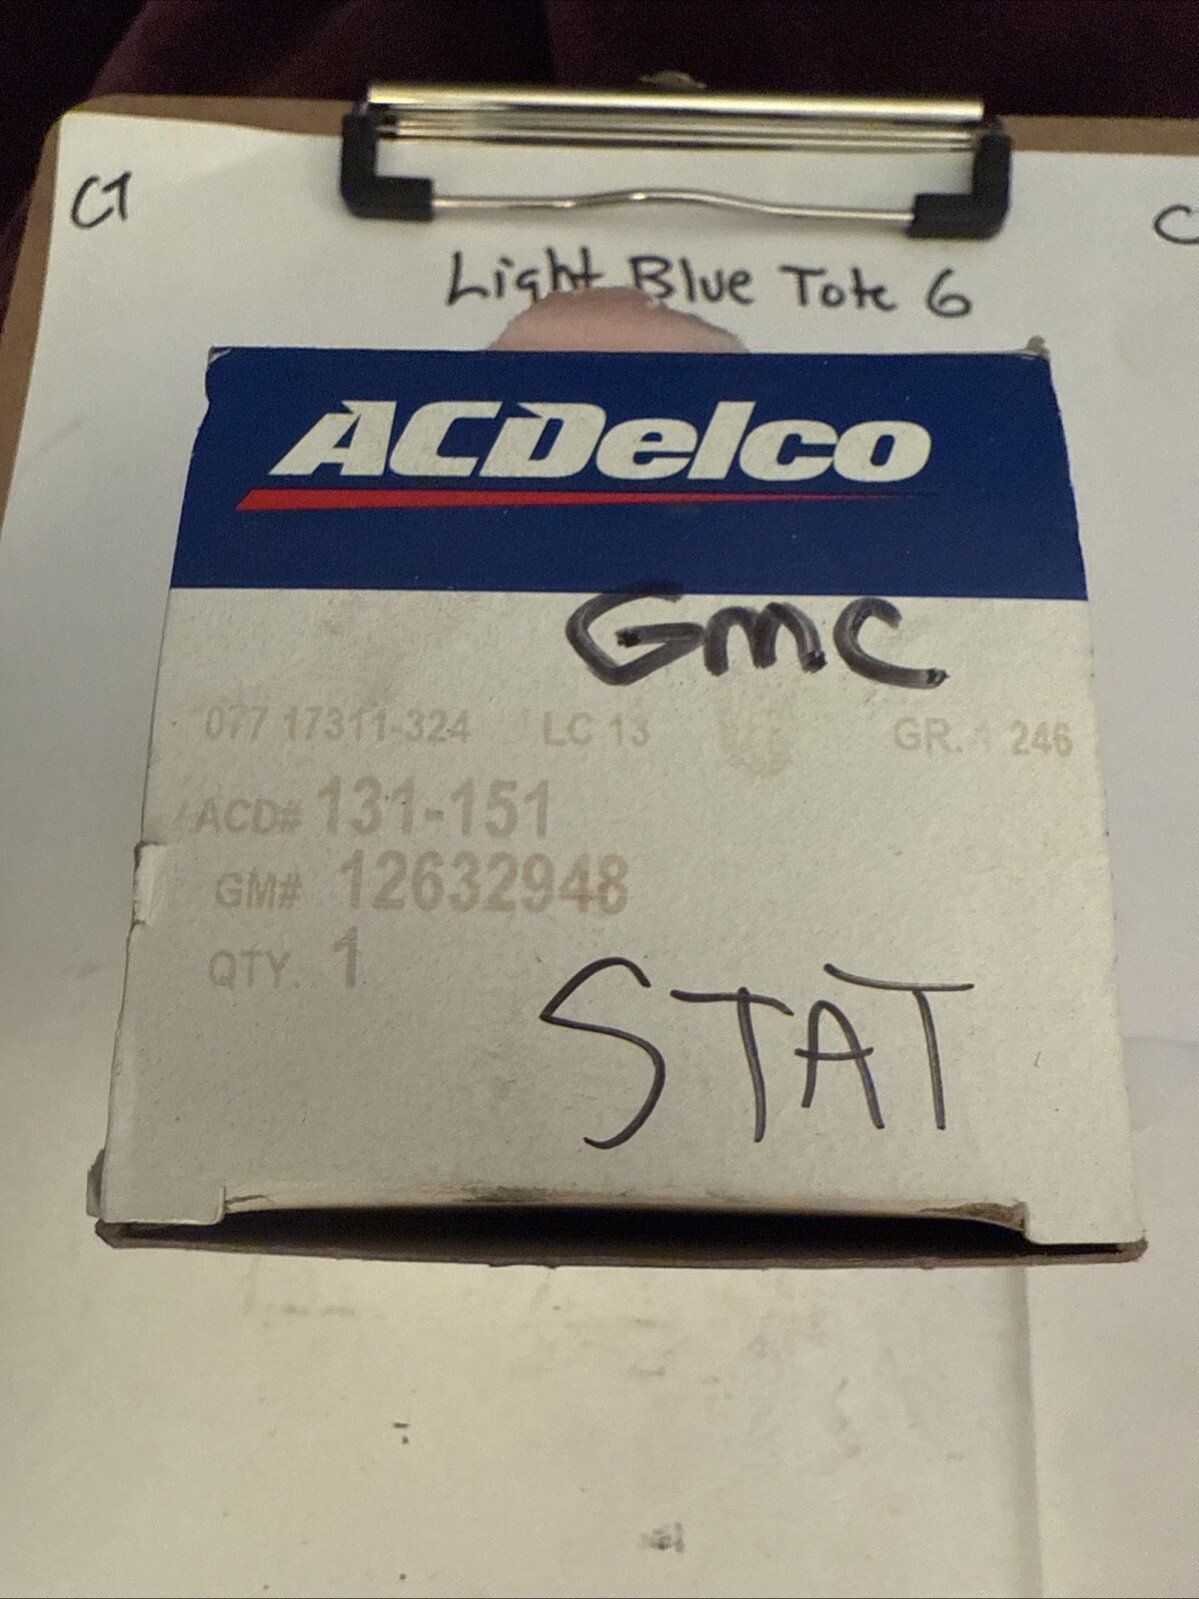 C1
Light Blue Tote 6
ACDelco
GMC
077 17311-324 LC 13 GR. 1 246
ACD# 131-151
GM# 12632948
QTY. 1
STAT